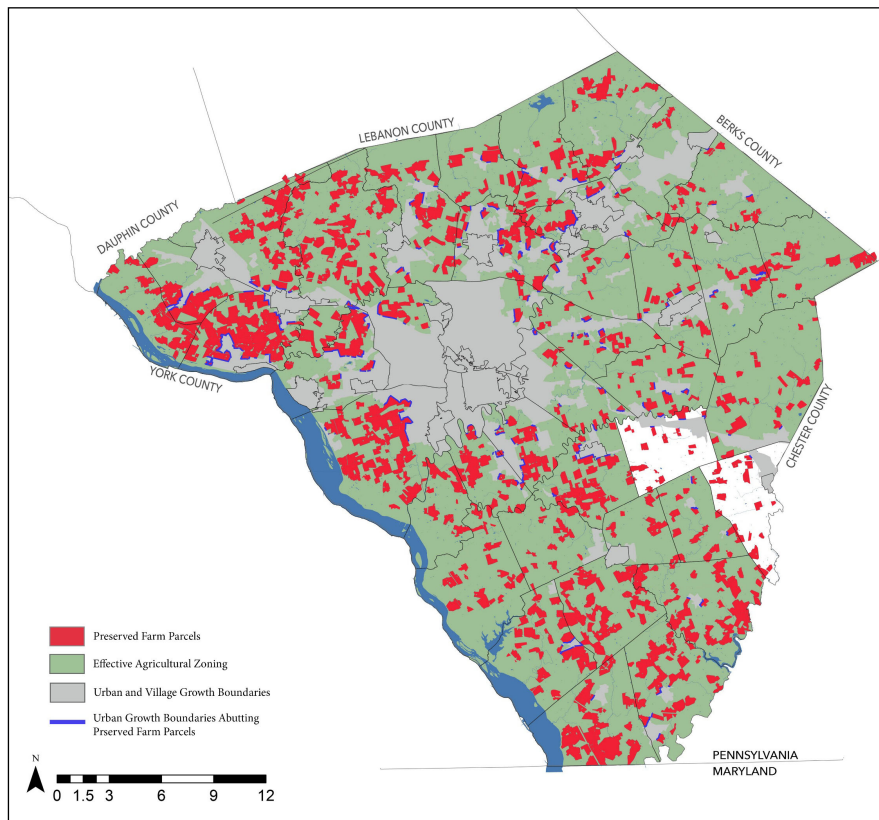 LEBANON COUNTY
BERKS COUNTY
DAUPHIN COUNTY
YORK COUNTY
CHESTER COUNTY
Preserved Farm Parcels
Effective Agricultural Zoning
Urban and Village Growth Boundaries
Urban Growth Boundaries Abutting
Prserved Farm Parcels
PENNSYLVANIA
MARYLAND
N
0 1.5 3 6 9 12